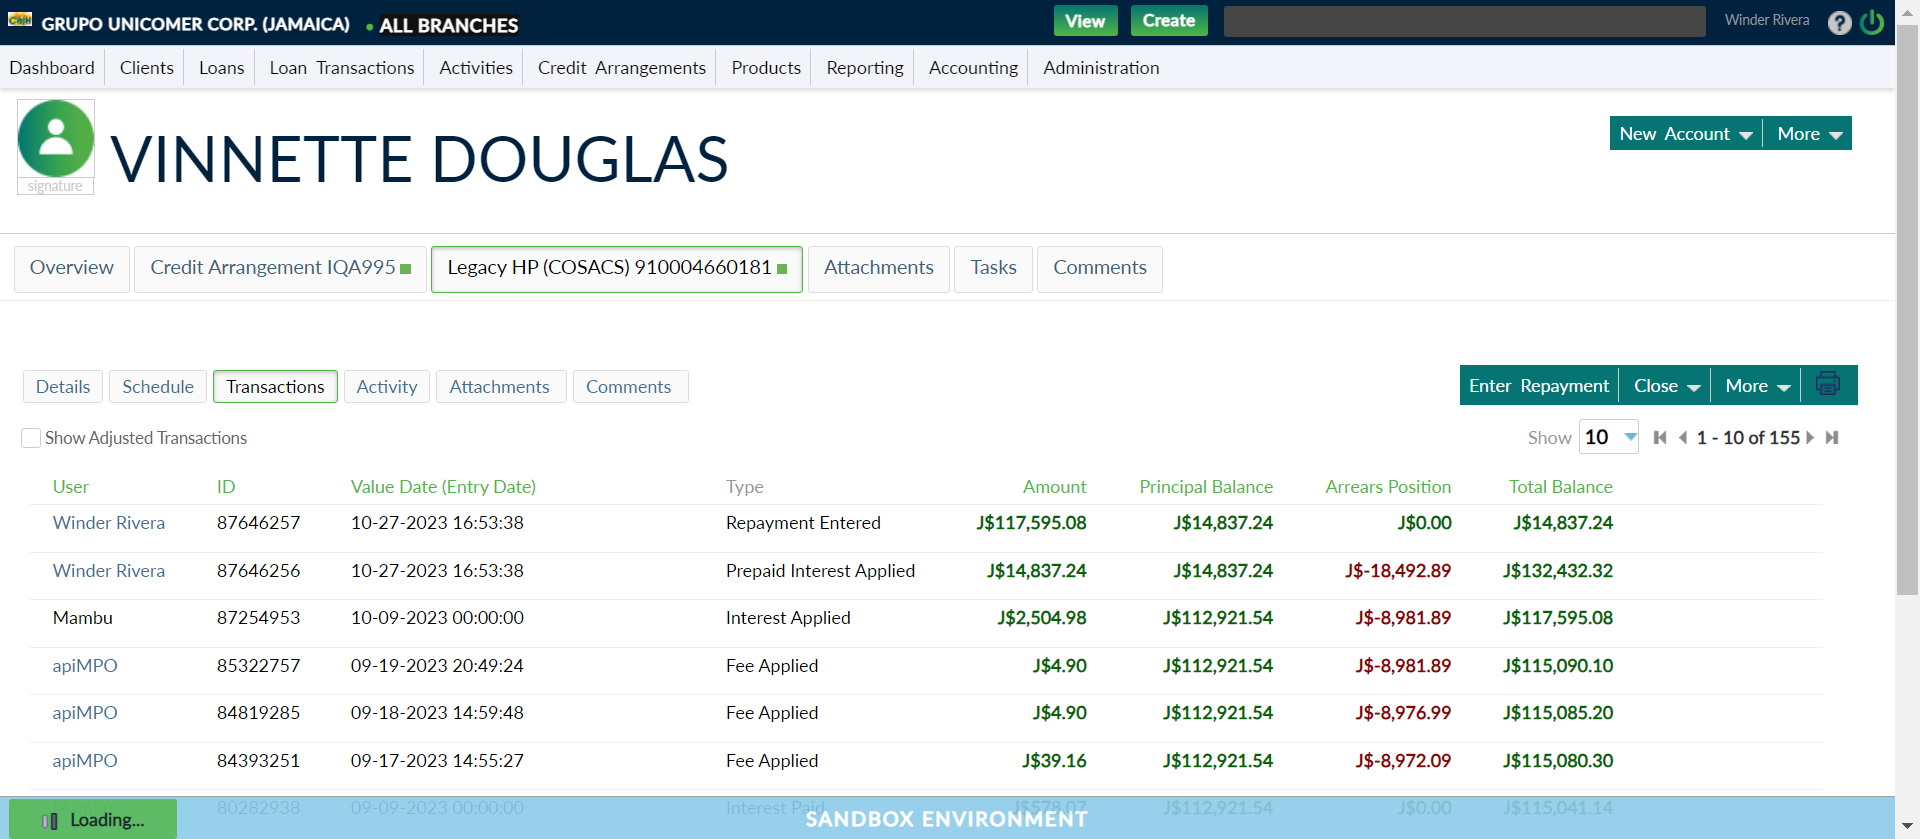 Cash GRUPO UNICOMER CORP. (JAMAICA) ALL BRANCHES View Create Winder Rivera ?
Dashboard Clients Loans Loan Transactions Activities Credit Arrangements Products Reporting Accounting Administration
signature
VINNETTE DOUGLAS
New Account More
Overview Credit Arrangement IQA995 Legacy HP (COSACS) 910004660181 Attachments Tasks Comments
Details Schedule Transactions Activity Attachments Comments Enter Repayment Close More
Show Adjusted Transactions Show 10 1 - 10 of 155
User ID Value Date (Entry Date) Type Amount Principal Balance Arrears Position Total Balance
Winder Rivera 87646257 10-27-2023 16:53:38 Repayment Entered J$117,595.08 J$14,837.24 J$0.00 J$14,837.24
Winder Rivera 87646256 10-27-2023 16:53:38 Prepaid Interest Applied J$14,837.24 J$14,837.24 J$-18,492.89 J$132,432.32
Mambu 87254953 10-09-2023 00:00:00 Interest Applied J$2,504.98 J$112,921.54 J$-8,981.89 J$117,595.08
apiMPO 85322757 09-19-2023 20:49:24 Fee Applied J$4.90 J$112,921.54 J$-8,981.89 J$115,090.10
apiMPO 84819285 09-18-2023 14:59:48 Fee Applied J$4.90 J$112,921.54 J$-8,976.99 J$115,085.20
apiMPO 84393251 09-17-2023 14:55:27 Fee Applied J$39.16 J$112,921.54 J$-8,972.09 J$115,080.30
80282938 09-09-2023 00:00:00 Interest Paid J$578.07 J$112,921.54 J$0.00 J$115,041.14
Loading... SANDBOX ENVIRONMENT